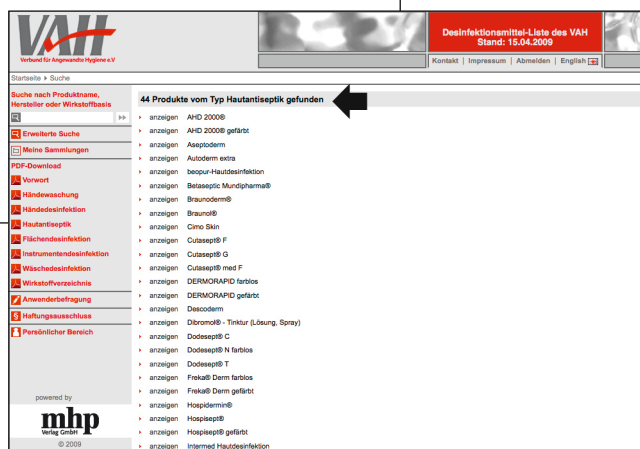 VAH
Verbund für Angewandte Hygiene e.V
Desinfektionsmittel-Liste des VAH
Stand: 15.04.2009
Kontakt | Impressum | Abmelden | English
Startseite Suche
Suche nach Produktname,
Hersteller oder Wirkstoffbasis
Erweiterte Suche
Meine Sammlungen
PDF-Download
Vorwort
Händewaschung
Händedesinfektion
Hautantiseptik
Flächendesinfektion
Instrumentendesinfektion
Wäschedesinfektion
Wirkstoffverzeichnis
Anwenderbefragung
§ Haftungsausschluss
Persönlicher Bereich
powered by
mhp
Verlag GmbH
© 2009
44 Produkte vom Typ Hautantiseptik gefunden
anzeigen AHD 2000®
anzeigen AHD 2000® gefärbt
anzeigen Aseptoderm
anzeigen Autoderm extra
anzeigen beopur-Hautdesinfektion
anzeigen Betaseptic Mundipharma®
anzeigen Braunoderm®
anzeigen Braunol®
anzeigen Cimo Skin
anzeigen Cutasept® F
anzeigen Cutasept® G
anzeigen Cutasept® med F
anzeigen DERMORAPID farblos
anzeigen DERMORAPID gefärbt
anzeigen Descoderm
anzeigen Dibromol® - Tinktur (Lösung, Spray)
anzeigen Dodesept® C
anzeigen Dodesept® N farblos
anzeigen Dodesept® T
anzeigen Freka® Derm farblos
anzeigen Freka® Derm gefärbt
anzeigen Hospidermin®
anzeigen Hospisept®
anzeigen Hospisept® gefärbt
anzeigen Intermed Hautdesinfektion